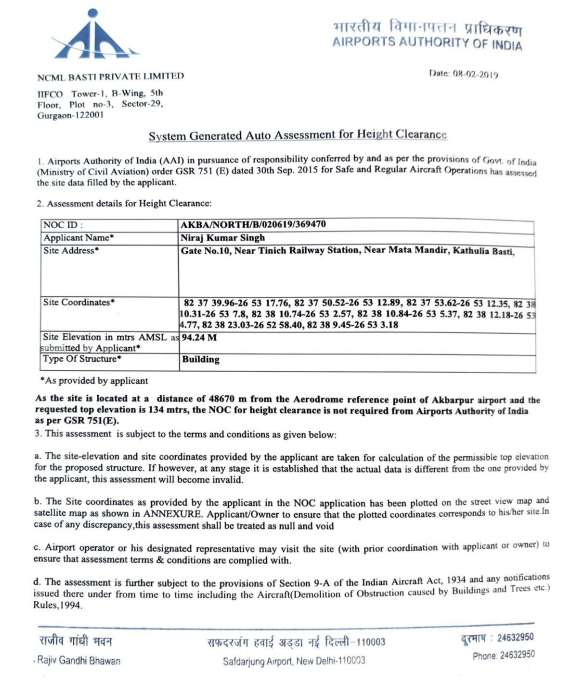 भारतीय विमानपत्तन प्राधिकरण
AIRPORTS AUTHORITY OF INDIA
NCML BASTI PRIVATE LIMITED
Date: 08-02-2019
IIFCO Tower-1, B-Wing, 5th
Floor, Plot no-3, Sector-29,
Gurgaon-122001
System Generated Auto Assessment for Height Clearance
1. Airports Authority of India (AAI) in pursuance of responsibility conferred by and as per the provisions of Govt. of India
(Ministry of Civil Aviation) order GSR 751 (E) dated 30th Sep. 2015 for Safe and Regular Aircraft Operations has assessed
the site data filled by the applicant.
2. Assessment details for Height Clearance:
NOC ID : AKBA/NORTH/B/020619/369470
Applicant Name* Niraj Kumar Singh
Site Address* Gate No.10, Near Tinich Railway Station, Near Mata Mandir, Kathulia Basti,
Site Coordinates* 82 37 39.96-26 53 17.76, 82 37 50.52-26 53 12.89, 82 37 53.62-26 53 12.35, 82 38
10.31-26 53 7.8, 82 38 10.74-26 53 2.57, 82 38 10.84-26 53 5.37, 82 38 12.18-26 53
4.77, 82 38 23.03-26 52 58.40, 82 38 9.45-26 53 3.18
Site Elevation in mtrs AMSL as 94.24 M
submitted by Applicant*
Type Of Structure* Building
*As provided by applicant
As the site is located at a distance of 48670 m from the Aerodrome reference point of Akbarpur airport and the
requested top elevation is 134 mtrs, the NOC for height clearance is not required from Airports Authority of India
as per GSR 751(E).
3. This assessment is subject to the terms and conditions as given below:
a. The site-elevation and site coordinates provided by the applicant are taken for calculation of the permissible top elevation
for the proposed structure. If however, at any stage it is established that the actual data is different from the one provided by
the applicant, this assessment will become invalid.
b. The Site coordinates as provided by the applicant in the NOC application has been plotted on the street view map and
satellite map as shown in ANNEXURE. Applicant/Owner to ensure that the plotted coordinates corresponds to his/her site.In
case of any discrepancy,this assessment shall be treated as null and void
c. Airport operator or his designated representative may visit the site (with prior coordination with applicant or owner) to
ensure that assessment terms & conditions are complied with.
d. The assessment is further subject to the provisions of Section 9-A of the Indian Aircraft Act, 1934 and any notifications
issued there under from time to time including the Aircraft(Demolition of Obstruction caused by Buildings and Trees etc.)
Rules,1994.
राजीव गांधी भवन सफदरजंग हवाई अड्डा नई दिल्ली-110003 दूरभाष : 24632950
Rajiv Gandhi Bhawan Safdarjung Airport, New Delhi-110003 Phone: 24632950